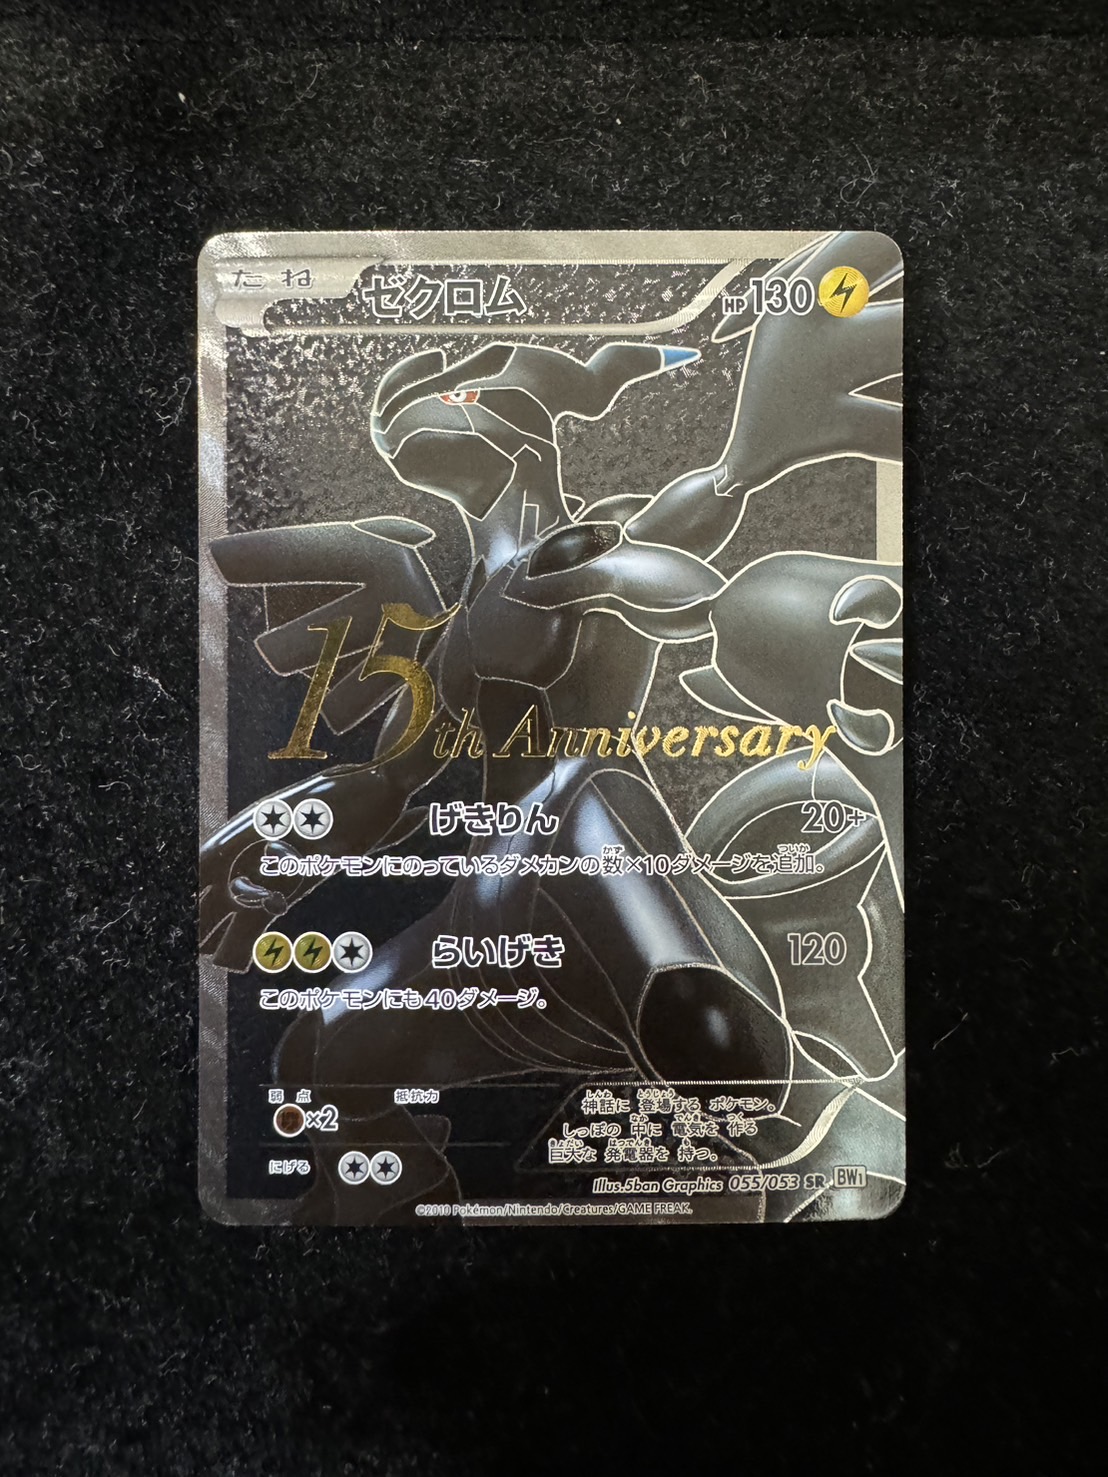 たね ゼクロム HP130
15th Anniversary
げきりん 20+
このポケモンにのっているダメカンの数×10ダメージを追加。
らいげき 120
このポケモンにも40ダメージ。
弱点 抵抗力
×2
にげる
神話に 登場する ポケモン。
しっぽの 中に 電気を 作る
巨大な 発電器を 持つ。
Illus.5ban Graphics 055/053 SR BW1
©2010 Pokémon/Nintendo/Creatures/GAME FREAK.